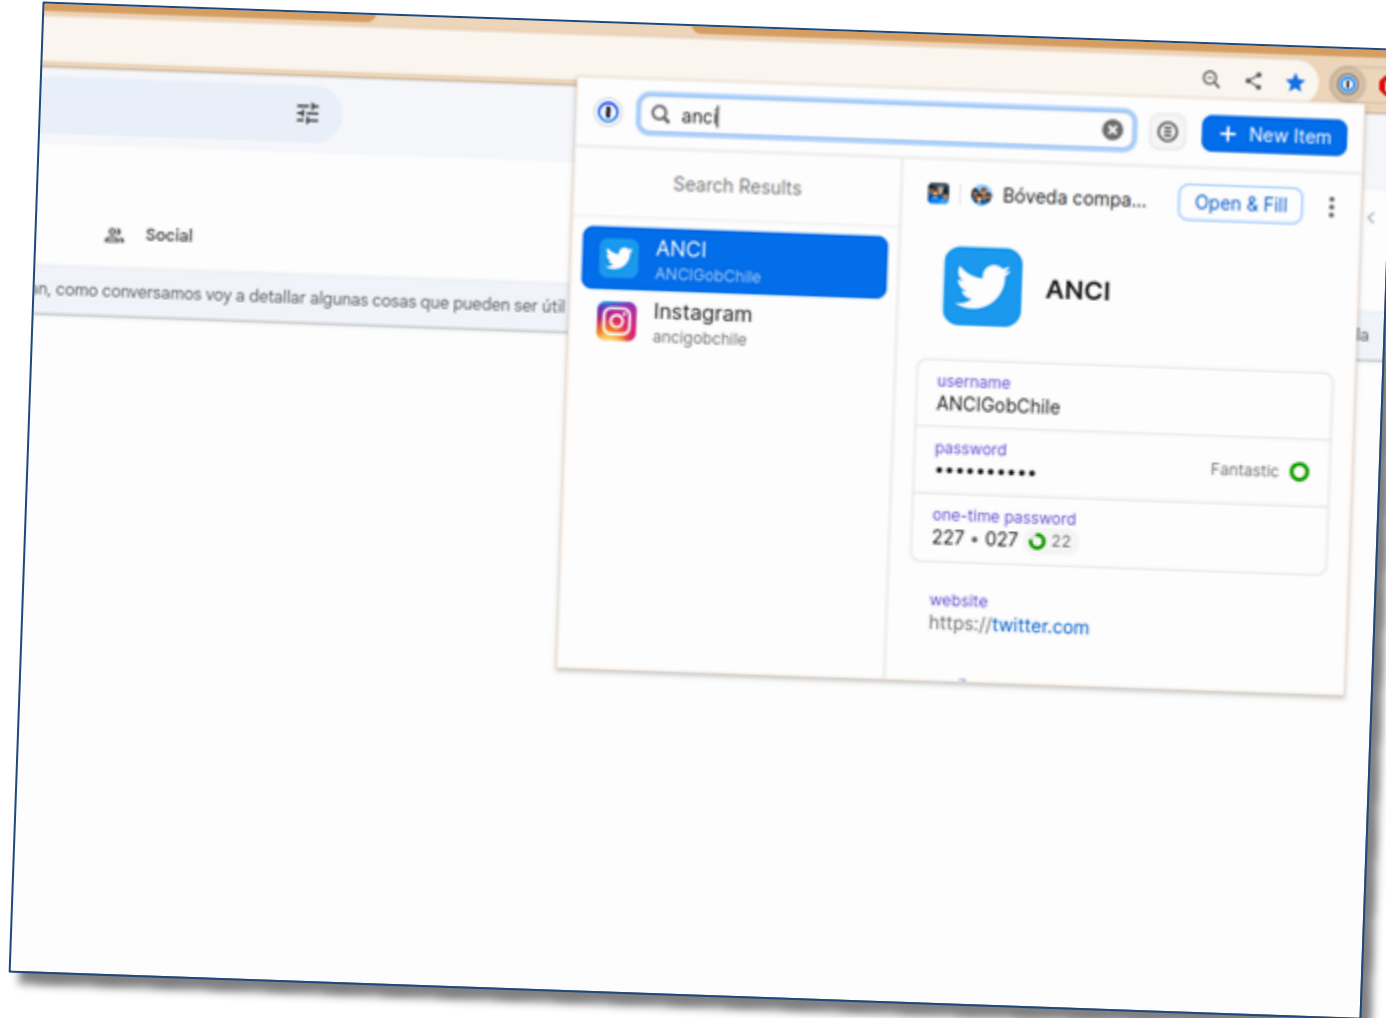 anci
New Item
Search Results
Bóveda compa...
Open & Fill
Social
ANCI
ANCIGobChile
ANCI
an, como conversamos voy a detallar algunas cosas que pueden ser útil
Instagram
ancigobchile
la
username
ANCIGobChile
password
••••••••••
Fantastic
one-time password
227 • 027 22
website
https://twitter.com